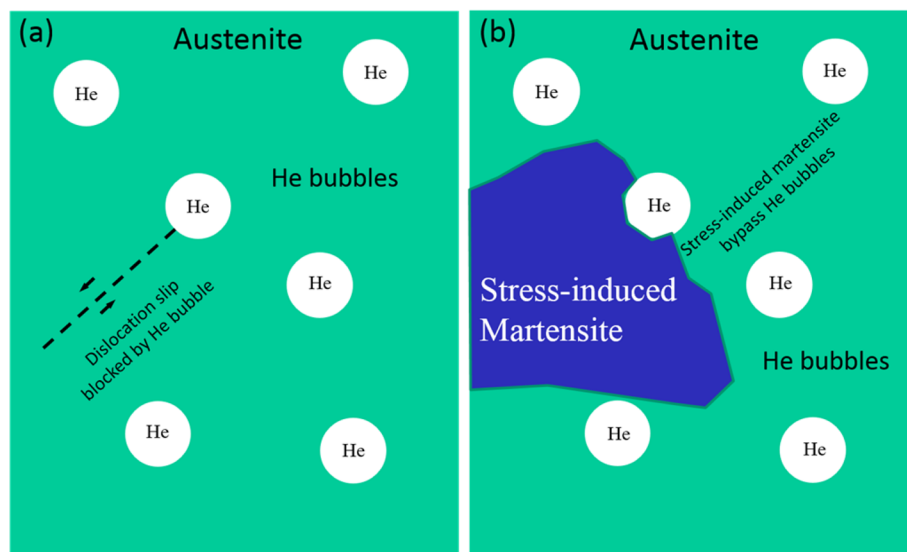 (a)
Austenite
He
He
He bubbles
He
He
Dislocation slip
blocked by He bubble
He
He
(b)
Austenite
He
He
Stress-induced martensite
bypass He bubbles
He
He
Stress-induced
Martensite
He bubbles
He
He